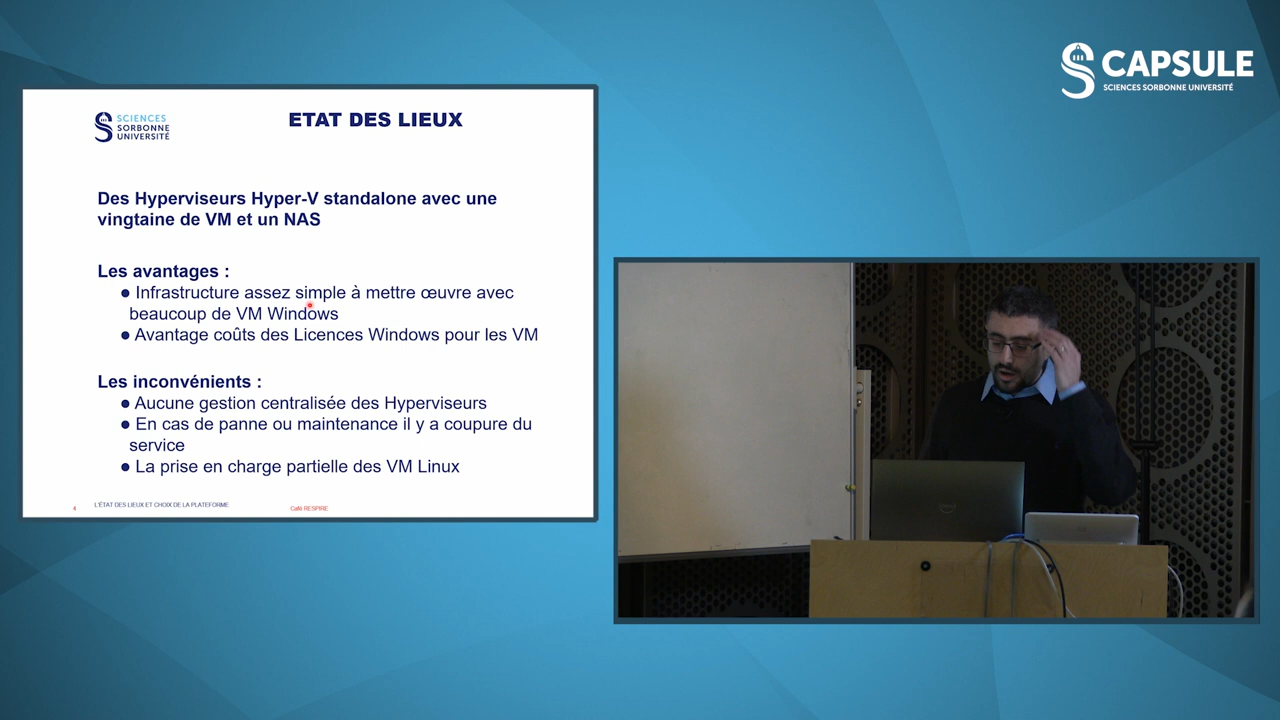 CAPSULE
SCIENCES SORBONNE UNIVERSITÉ
SCIENCES
SORBONNE
UNIVERSITÉ
ETAT DES LIEUX
Des Hyperviseurs Hyper-V standalone avec une
vingtaine de VM et un NAS
Les avantages :
● Infrastructure assez simple à mettre œuvre avec
beaucoup de VM Windows
● Avantage coûts des Licences Windows pour les VM
Les inconvénients :
● Aucune gestion centralisée des Hyperviseurs
● En cas de panne ou maintenance il y a coupure du
service
● La prise en charge partielle des VM Linux
4 L'ÉTAT DES LIEUX ET CHOIX DE LA PLATEFORME Café RESPIRE
DELL